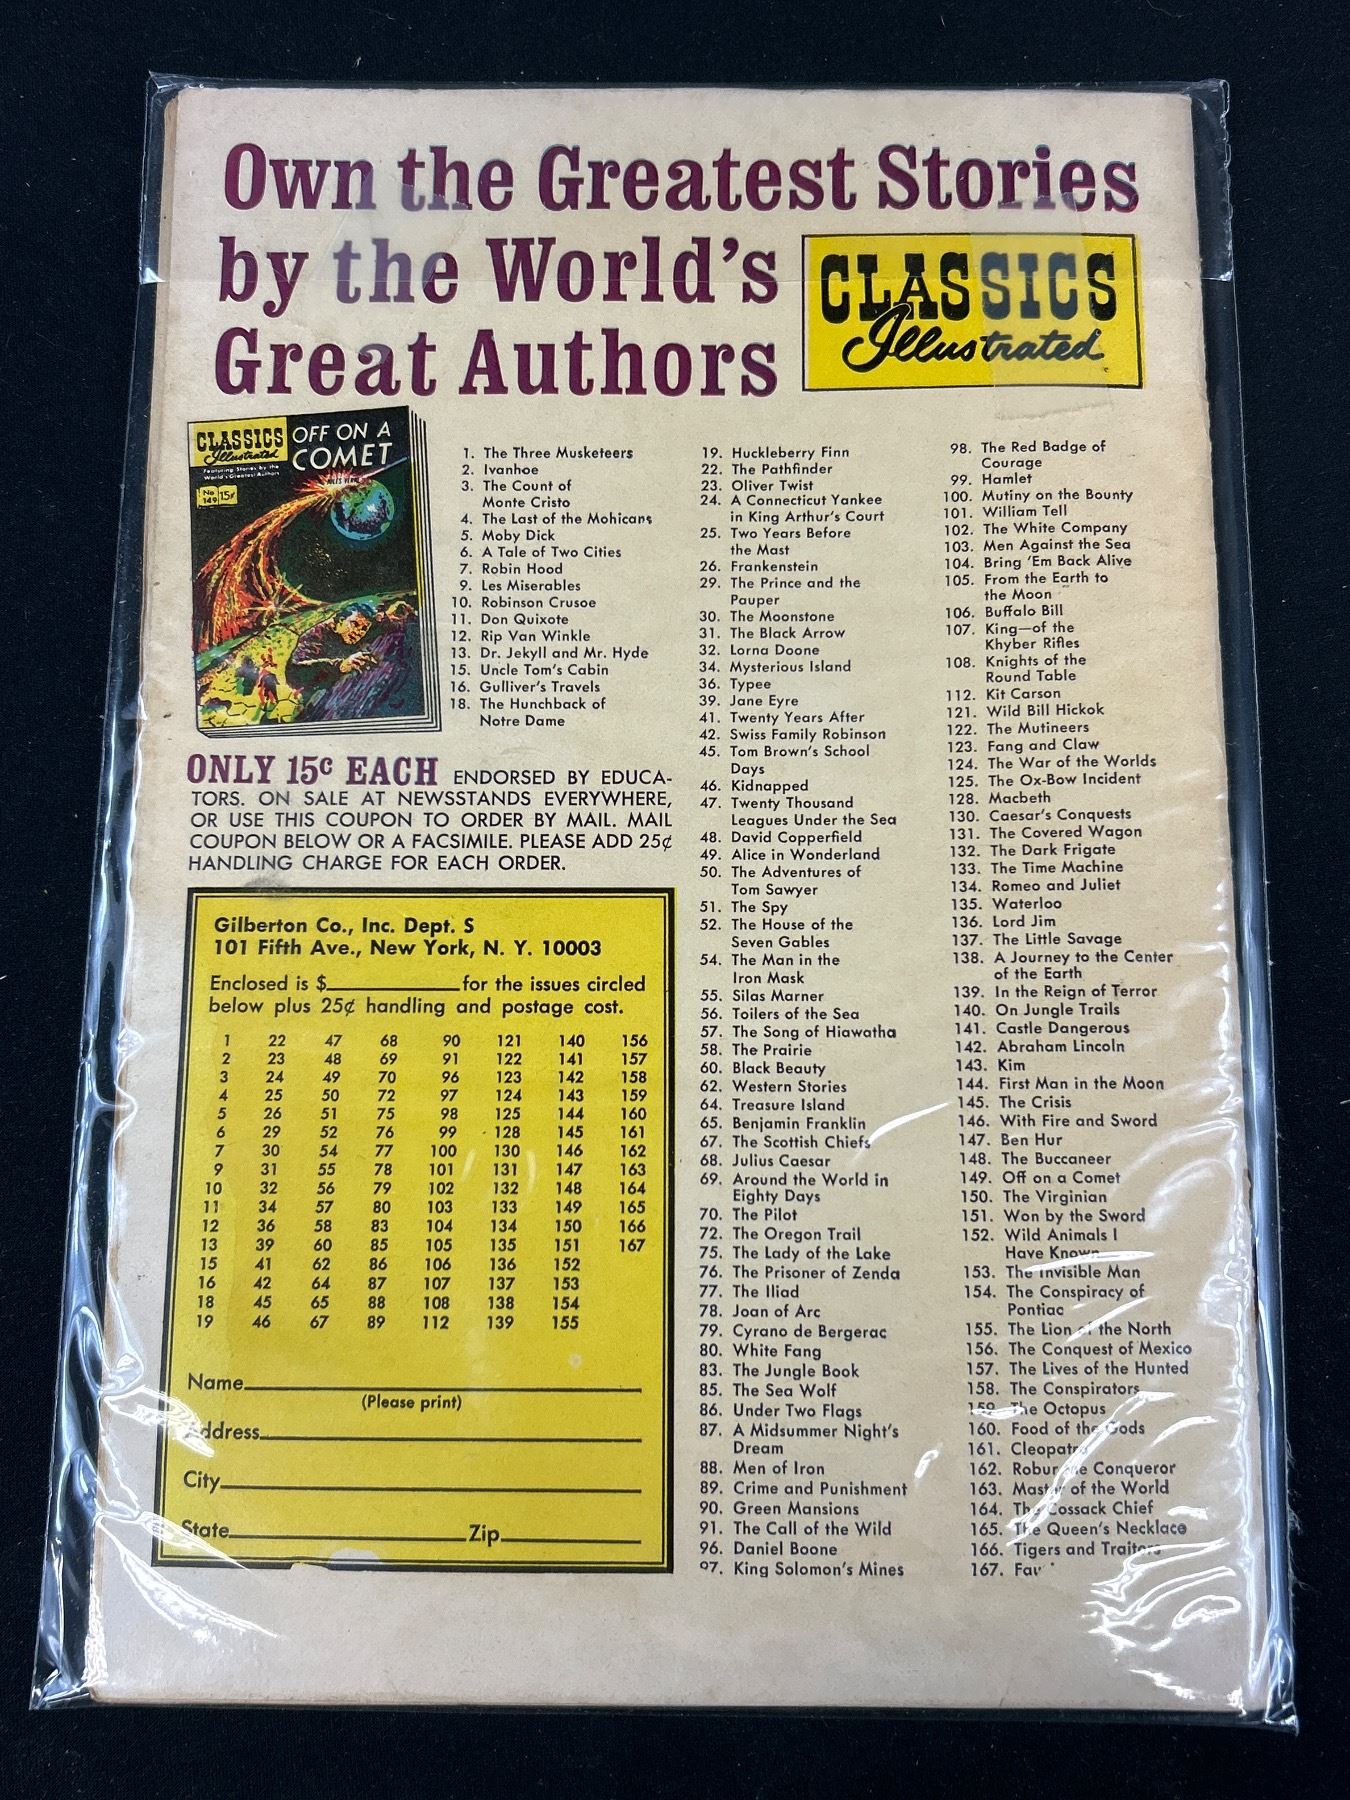 Own the Greatest Stories
by the World's
Great Authors
CLASSICS
Illustrated
CLASSICS
Illustrated
Featuring Stories by the
World's Greatest Authors
No.
149
15¢
OFF ON A
COMET
JULES VERNE
1. The Three Musketeers
2. Ivanhoe
3. The Count of
Monte Cristo
4. The Last of the Mohicans
5. Moby Dick
6. A Tale of Two Cities
7. Robin Hood
9. Les Miserables
10. Robinson Crusoe
11. Don Quixote
12. Rip Van Winkle
13. Dr. Jekyll and Mr. Hyde
15. Uncle Tom's Cabin
16. Gulliver's Travels
18. The Hunchback of
Notre Dame
ONLY 15¢ EACH ENDORSED BY EDUCA-
TORS. ON SALE AT NEWSSTANDS EVERYWHERE,
OR USE THIS COUPON TO ORDER BY MAIL. MAIL
COUPON BELOW OR A FACSIMILE. PLEASE ADD 25¢
HANDLING CHARGE FOR EACH ORDER.
Gilberton Co., Inc. Dept. S
101 Fifth Ave., New York, N. Y. 10003
Enclosed is $ for the issues circled
below plus 25¢ handling and postage cost.
1 22 47 68 90 121 140 156
2 23 48 69 91 122 141 157
3 24 49 70 96 123 142 158
4 25 50 72 97 124 143 159
5 26 51 75 98 125 144 160
6 29 52 76 99 128 145 161
7 30 54 77 100 130 146 162
9 31 55 78 101 131 147 163
10 32 56 79 102 132 148 164
11 34 57 80 103 133 149 165
12 36 58 83 104 134 150 166
13 39 60 85 105 135 151 167
15 41 62 86 106 136 152
16 42 64 87 107 137 153
18 45 65 88 108 138 154
19 46 67 89 112 139 155
Name
(Please print)
Address
City
State Zip
19. Huckleberry Finn
22. The Pathfinder
23. Oliver Twist
24. A Connecticut Yankee
in King Arthur's Court
25. Two Years Before
the Mast
26. Frankenstein
29. The Prince and the
Pauper
30. The Moonstone
31. The Black Arrow
32. Lorna Doone
34. Mysterious Island
36. Typee
39. Jane Eyre
41. Twenty Years After
42. Swiss Family Robinson
45. Tom Brown's School
Days
46. Kidnapped
47. Twenty Thousand
Leagues Under the Sea
48. David Copperfield
49. Alice in Wonderland
50. The Adventures of
Tom Sawyer
51. The Spy
52. The House of the
Seven Gables
54. The Man in the
Iron Mask
55. Silas Marner
56. Toilers of the Sea
57. The Song of Hiawatha
58. The Prairie
60. Black Beauty
62. Western Stories
64. Treasure Island
65. Benjamin Franklin
67. The Scottish Chiefs
68. Julius Caesar
69. Around the World in
Eighty Days
70. The Pilot
72. The Oregon Trail
75. The Lady of the Lake
76. The Prisoner of Zenda
77. The Iliad
78. Joan of Arc
79. Cyrano de Bergerac
80. White Fang
83. The Jungle Book
85. The Sea Wolf
86. Under Two Flags
87. A Midsummer Night's
Dream
88. Men of Iron
89. Crime and Punishment
90. Green Mansions
91. The Call of the Wild
96. Daniel Boone
97. King Solomon's Mines
98. The Red Badge of
Courage
99. Hamlet
100. Mutiny on the Bounty
101. William Tell
102. The White Company
103. Men Against the Sea
104. Bring 'Em Back Alive
105. From the Earth to
the Moon
106. Buffalo Bill
107. King—of the
Khyber Rifles
108. Knights of the
Round Table
112. Kit Carson
121. Wild Bill Hickok
122. The Mutineers
123. Fang and Claw
124. The War of the Worlds
125. The Ox-Bow Incident
128. Macbeth
130. Caesar's Conquests
131. The Covered Wagon
132. The Dark Frigate
133. The Time Machine
134. Romeo and Juliet
135. Waterloo
136. Lord Jim
137. The Little Savage
138. A Journey to the Center
of the Earth
139. In the Reign of Terror
140. On Jungle Trails
141. Castle Dangerous
142. Abraham Lincoln
143. Kim
144. First Man in the Moon
145. The Crisis
146. With Fire and Sword
147. Ben Hur
148. The Buccaneer
149. Off on a Comet
150. The Virginian
151. Won by the Sword
152. Wild Animals I
Have Known
153. The Invisible Man
154. The Conspiracy of
Pontiac
155. The Lion of the North
156. The Conquest of Mexico
157. The Lives of the Hunted
158. The Conspirators
159. The Octopus
160. Food of the Gods
161. Cleopatra
162. Robur the Conqueror
163. Master of the World
164. The Cossack Chief
165. The Queen's Necklace
166. Tigers and Traitors
167.